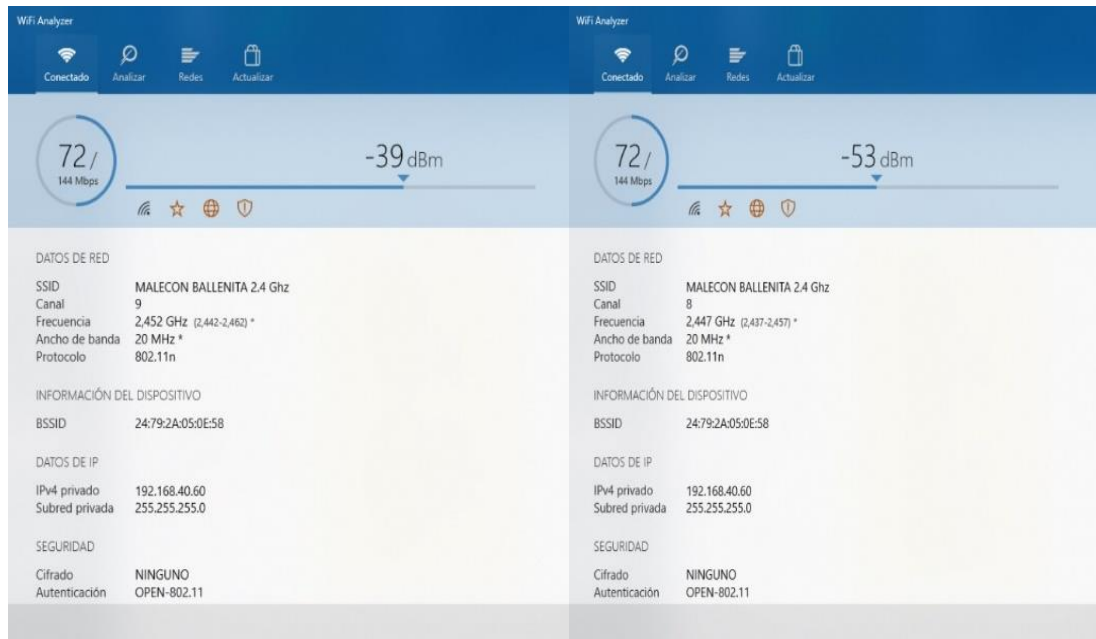 WiFi Analyzer
Conectado Analizar Redes Actualizar
72/
144 Mbps
-39 dBm
DATOS DE RED
SSID MALECON BALLENITA 2.4 Ghz
Canal 9
Frecuencia 2,452 GHz (2,442-2,462) *
Ancho de banda 20 MHz *
Protocolo 802.11n
INFORMACIÓN DEL DISPOSITIVO
BSSID 24:79:2A:05:0E:58
DATOS DE IP
IPv4 privado 192.168.40.60
Subred privada 255.255.255.0
SEGURIDAD
Cifrado NINGUNO
Autenticación OPEN-802.11
WiFi Analyzer
Conectado Analizar Redes Actualizar
72/
144 Mbps
-53 dBm
DATOS DE RED
SSID MALECON BALLENITA 2.4 Ghz
Canal 8
Frecuencia 2,447 GHz (2,437-2,457) *
Ancho de banda 20 MHz *
Protocolo 802.11n
INFORMACIÓN DEL DISPOSITIVO
BSSID 24:79:2A:05:0E:58
DATOS DE IP
IPv4 privado 192.168.40.60
Subred privada 255.255.255.0
SEGURIDAD
Cifrado NINGUNO
Autenticación OPEN-802.11